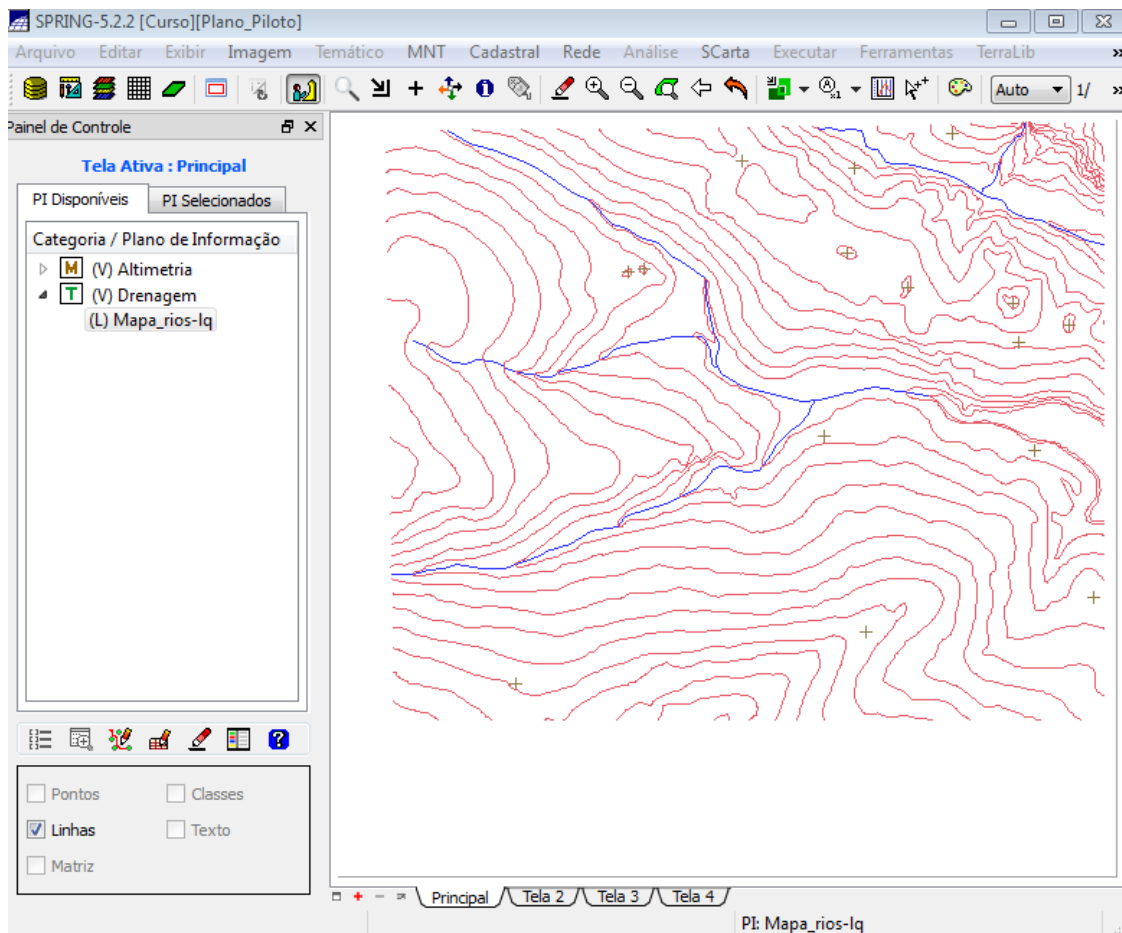 SPRING-5.2.2 [Curso][Plano_Piloto]
Arquivo Editar Exibir Imagem Temático MNT Cadastral Rede Análise SCarta Executar Ferramentas TerraLib »
Auto 1/ »
Painel de Controle
Tela Ativa : Principal
PI Disponíveis PI Selecionados
Categoria / Plano de Informação
M (V) Altimetria
T (V) Drenagem
(L) Mapa_rios-lq
Pontos Classes
Linhas Texto
Matriz
Principal Tela 2 Tela 3 Tela 4
PI: Mapa_rios-lq